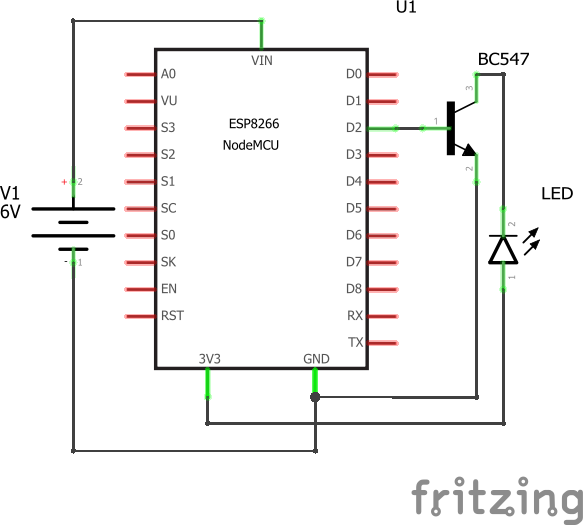 U1
VIN
BC547
A0
D0
3
VU
D1
ESP8266
S3
D2
1
NodeMCU
S2
D3
2
+
2
S1
D4
V1
6V
LED
SC
D5
2
S0
D6
-
1
SK
D7
1
EN
D8
RST
RX
TX
3V3
GND
fritzing